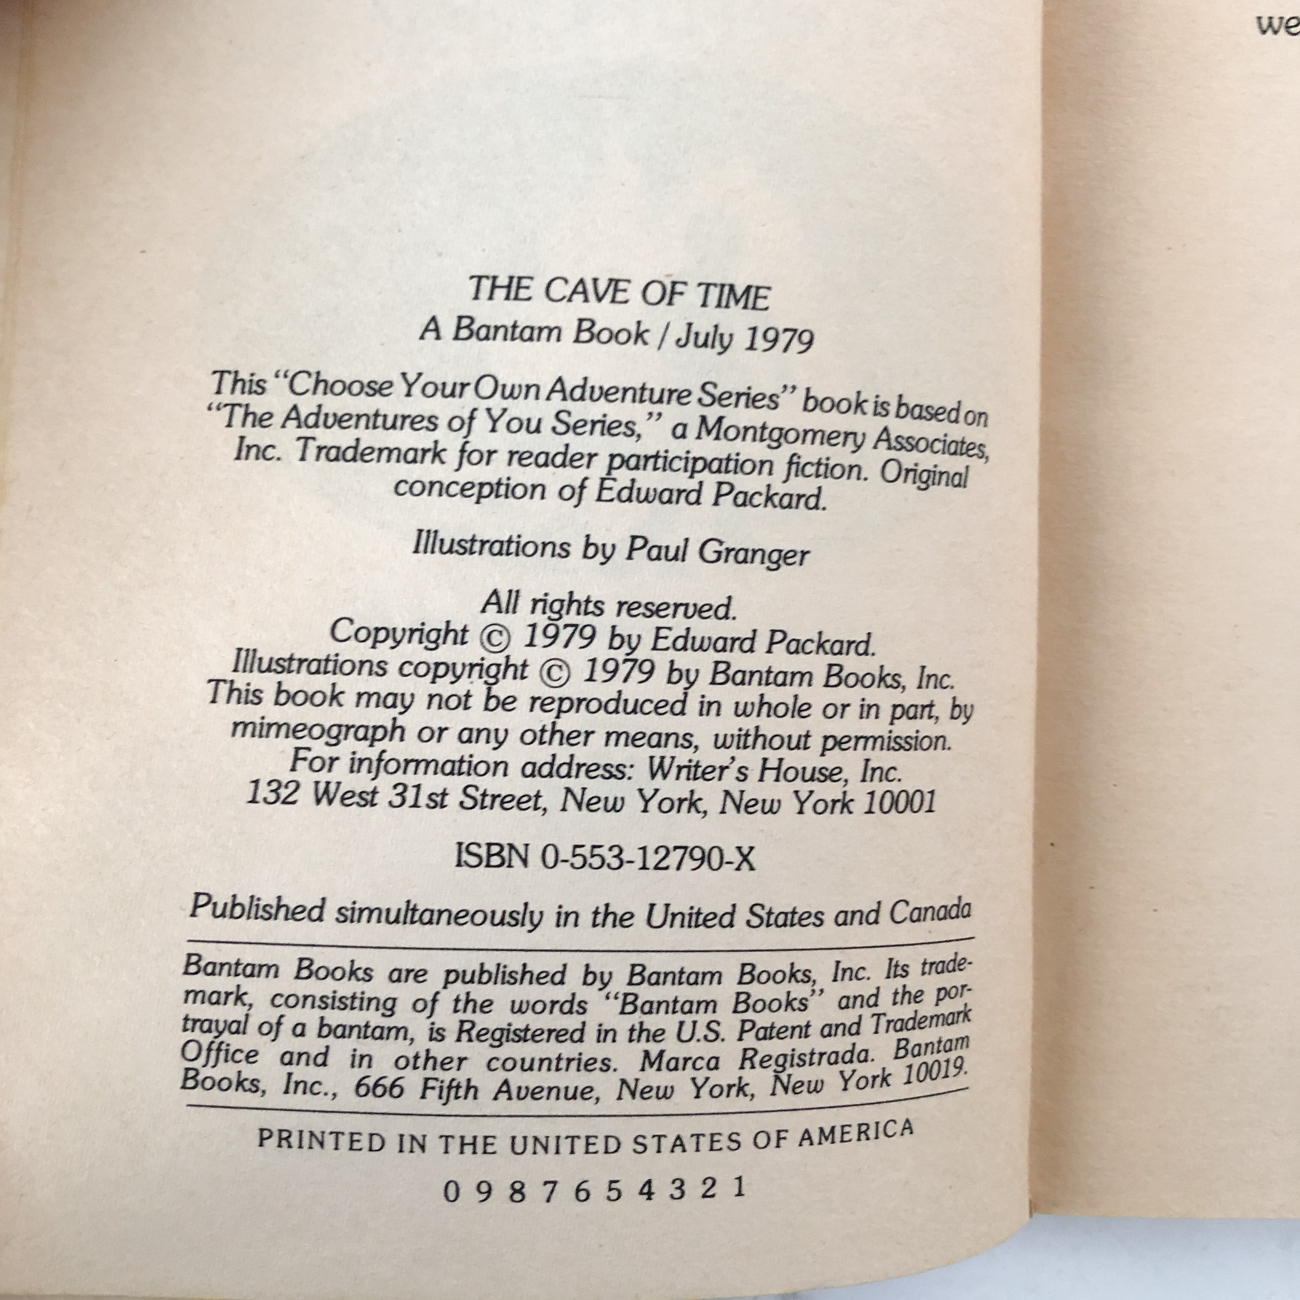 we
THE CAVE OF TIME
A Bantam Book / July 1979
This “Choose Your Own Adventure Series” book is based on
“The Adventures of You Series,” a Montgomery Associates,
Inc. Trademark for reader participation fiction. Original
conception of Edward Packard.
Illustrations by Paul Granger
All rights reserved.
Copyright © 1979 by Edward Packard.
Illustrations copyright © 1979 by Bantam Books, Inc.
This book may not be reproduced in whole or in part, by
mimeograph or any other means, without permission.
For information address: Writer’s House, Inc.
132 West 31st Street, New York, New York 10001
ISBN 0-553-12790-X
Published simultaneously in the United States and Canada
Bantam Books are published by Bantam Books, Inc. Its trade-
mark, consisting of the words “Bantam Books” and the por-
trayal of a bantam, is Registered in the U.S. Patent and Trademark
Office and in other countries. Marca Registrada. Bantam
Books, Inc., 666 Fifth Avenue, New York, New York 10019.
PRINTED IN THE UNITED STATES OF AMERICA
0 9 8 7 6 5 4 3 2 1